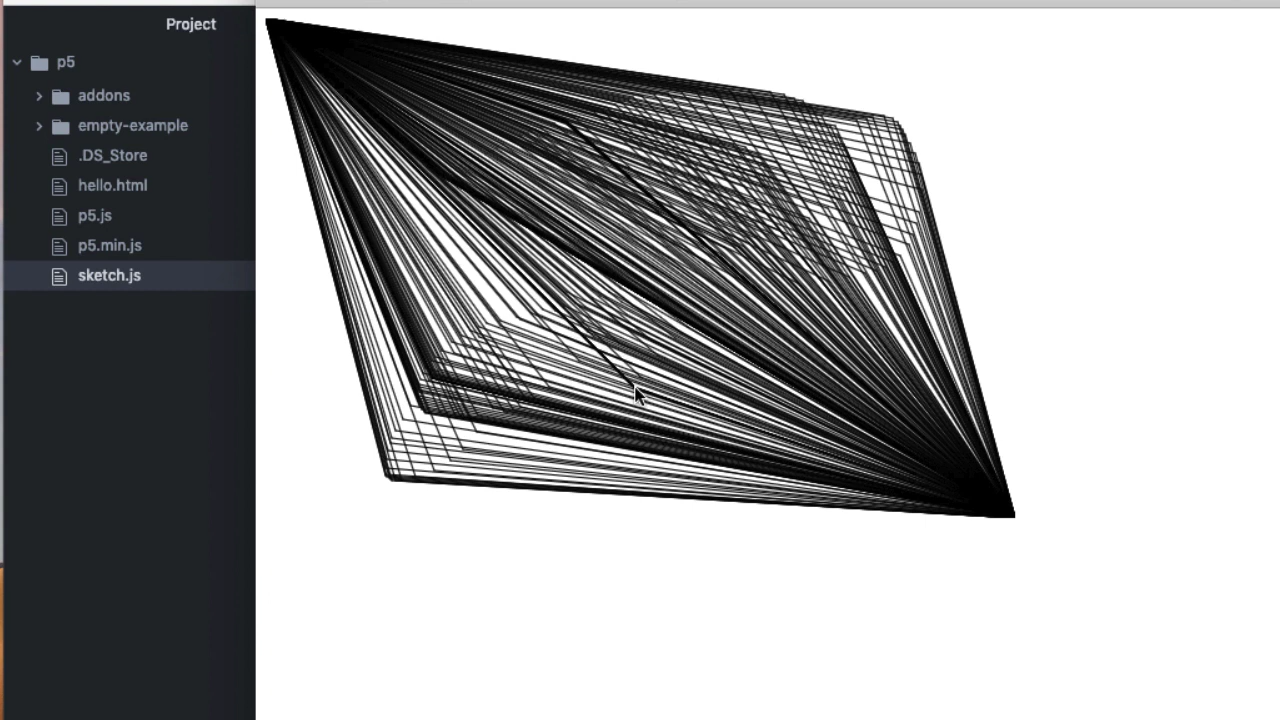 Project
p5
addons
empty-example
.DS_Store
hello.html
p5.js
p5.min.js
sketch.js